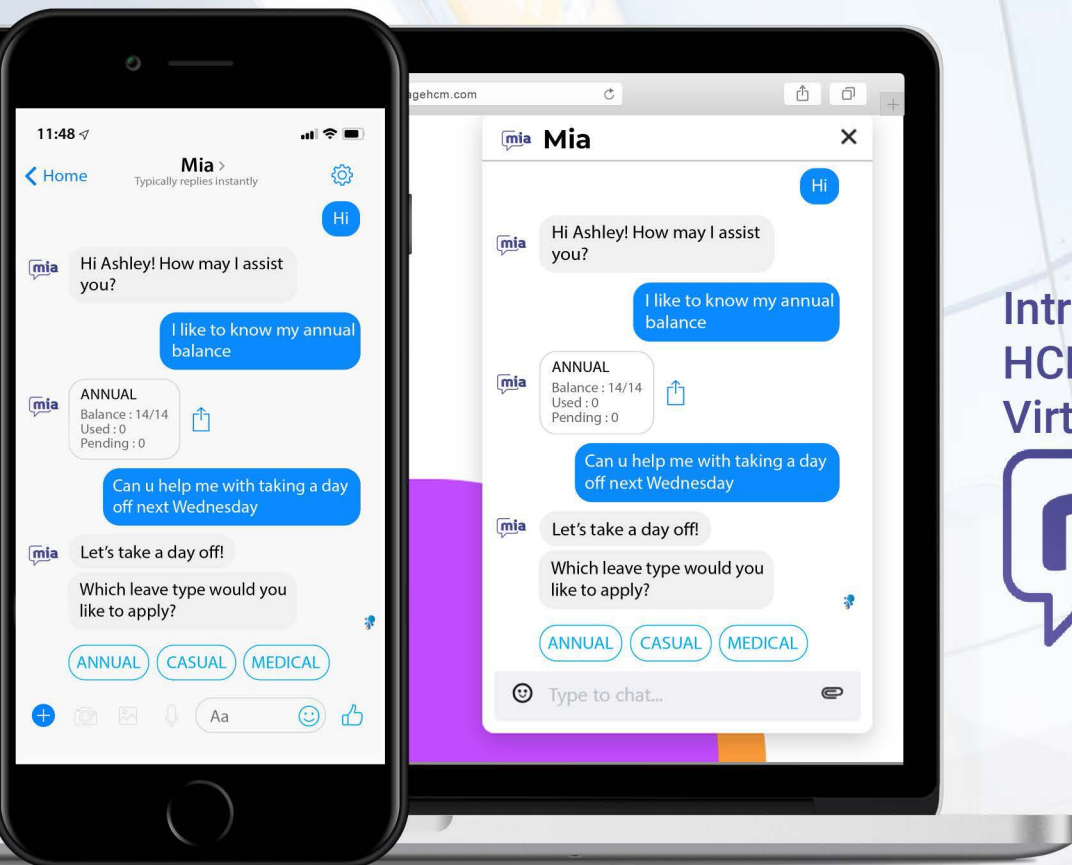 11:48
Home
Mia >
Typically replies instantly
Hi
mia
Hi Ashley! How may I assist
you?
I like to know my annual
balance
mia
ANNUAL
Balance : 14/14
Used : 0
Pending : 0
Can u help me with taking a day
off next Wednesday
mia
Let’s take a day off!
Which leave type would you
like to apply?
ANNUAL
CASUAL
MEDICAL
Aa
agehcm.com
mia
Mia
Hi
mia
Hi Ashley! How may I assist
you?
I like to know my annual
balance
mia
ANNUAL
Balance : 14/14
Used : 0
Pending : 0
Can u help me with taking a day
off next Wednesday
mia
Let’s take a day off!
Which leave type would you
like to apply?
ANNUAL
CASUAL
MEDICAL
Type to chat...
Intr
Virt